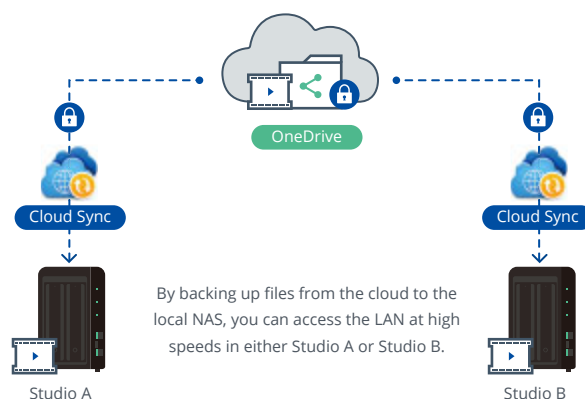 OneDrive
Cloud Sync
Cloud Sync
By backing up files from the cloud to the
local NAS, you can access the LAN at high
speeds in either Studio A or Studio B.
Studio A
Studio B